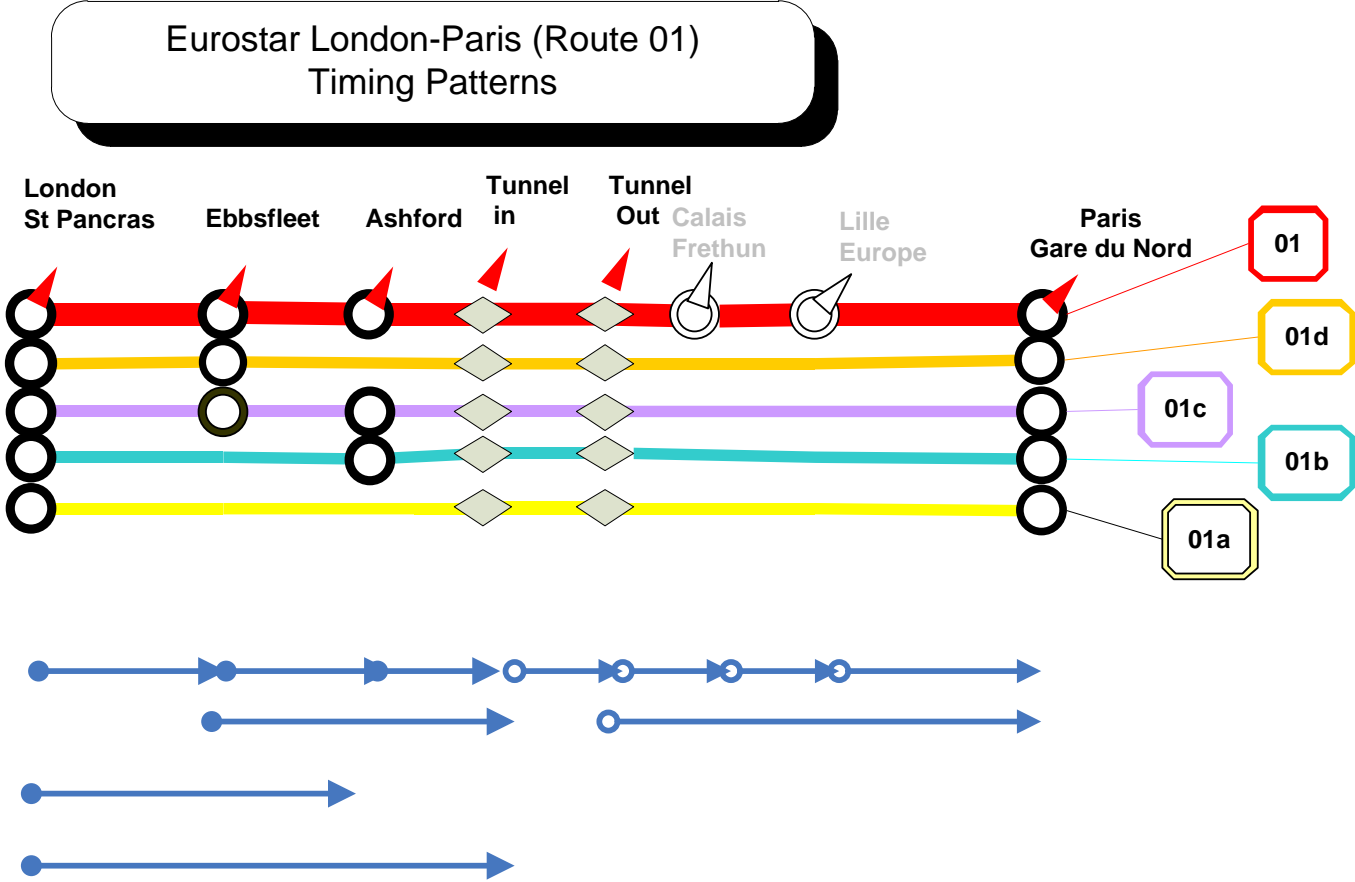 Eurostar London-Paris (Route 01)
Timing Patterns
London
St Pancras
Ebbsfleet
Ashford
Tunnel
in
Tunnel
Out
Calais
Frethun
Lille
Europe
Paris
Gare du Nord
01
01d
01c
01b
01a